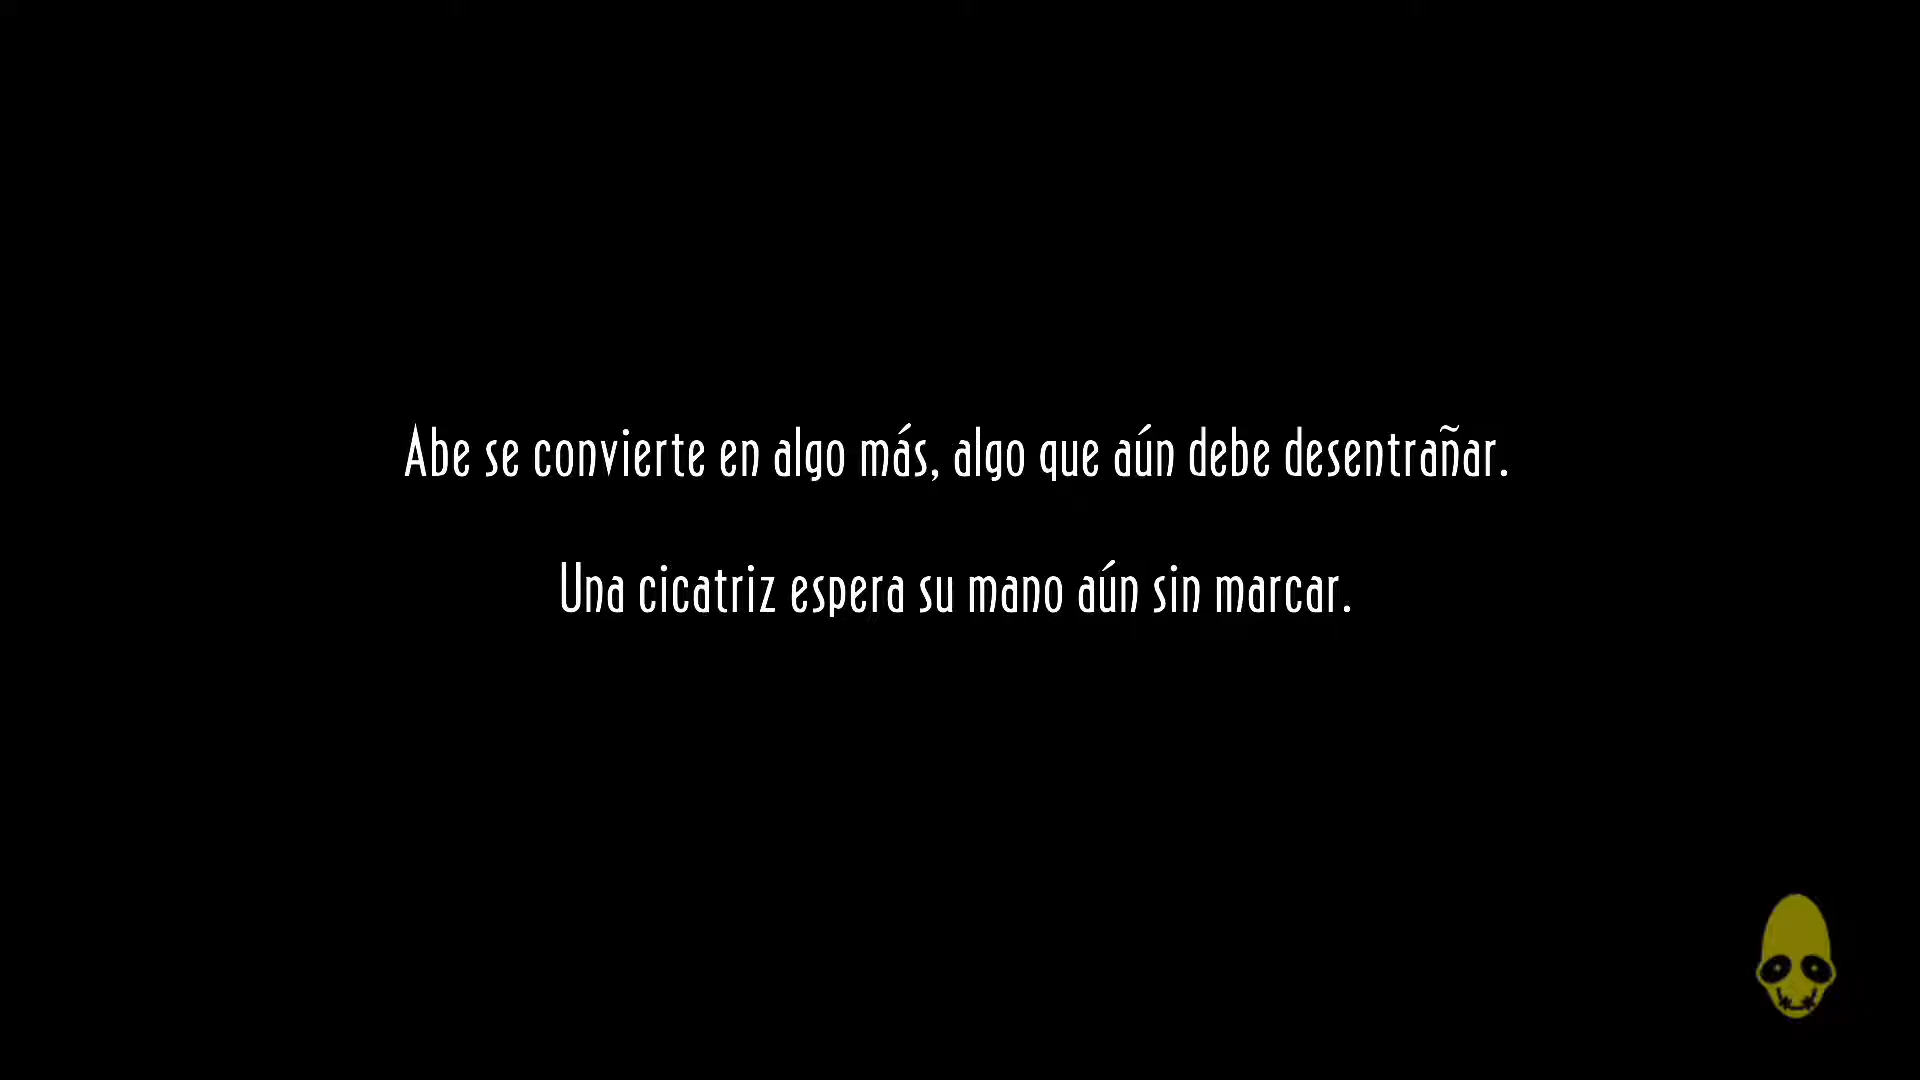 Abe se convierte en algo más, algo que aún debe desentrañar.
Una cicatriz espera su mano aún sin marcar.